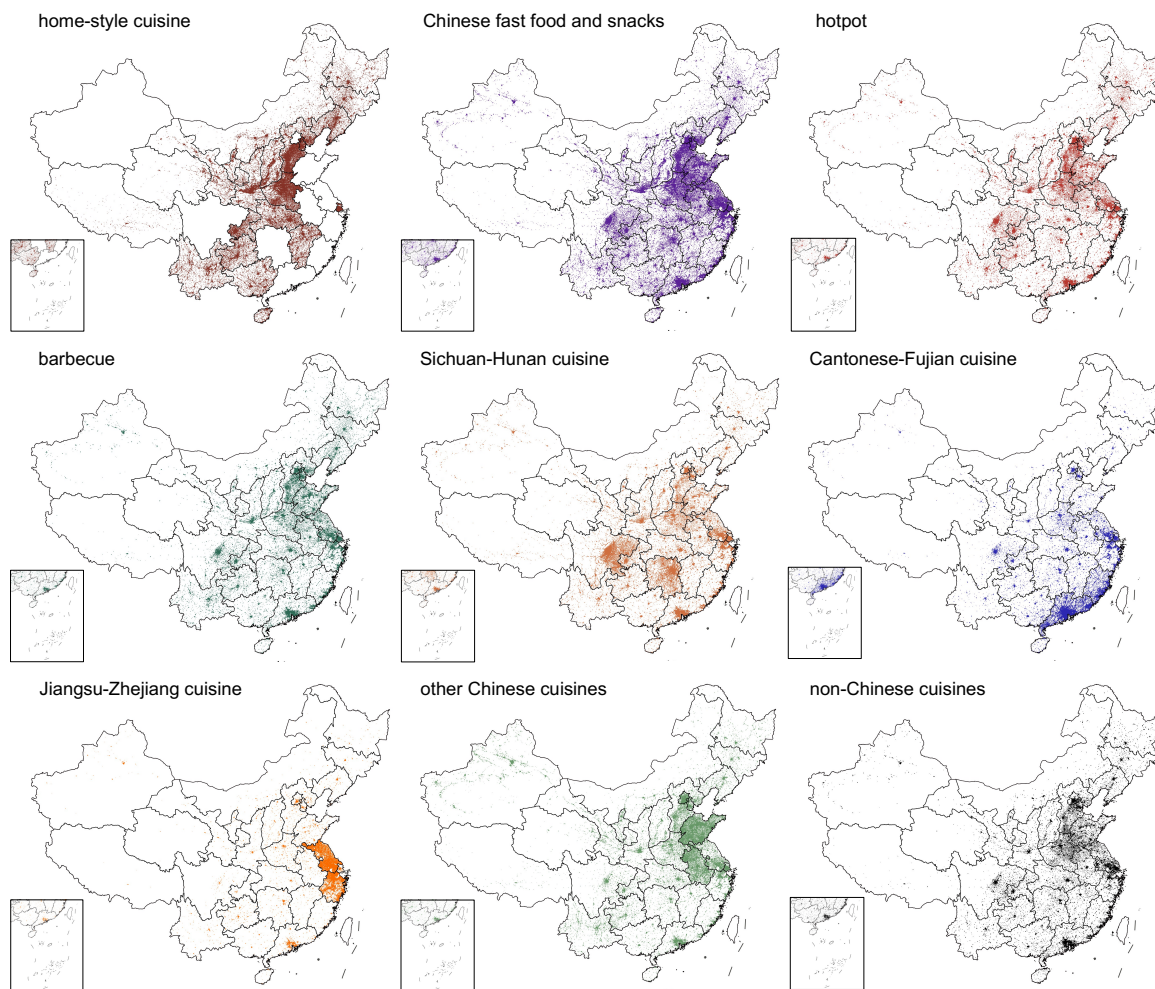 home-style cuisine
Chinese fast food and snacks
hotpot
barbecue
Sichuan-Hunan cuisine
Cantonese-Fujian cuisine
Jiangsu-Zhejiang cuisine
other Chinese cuisines
non-Chinese cuisines